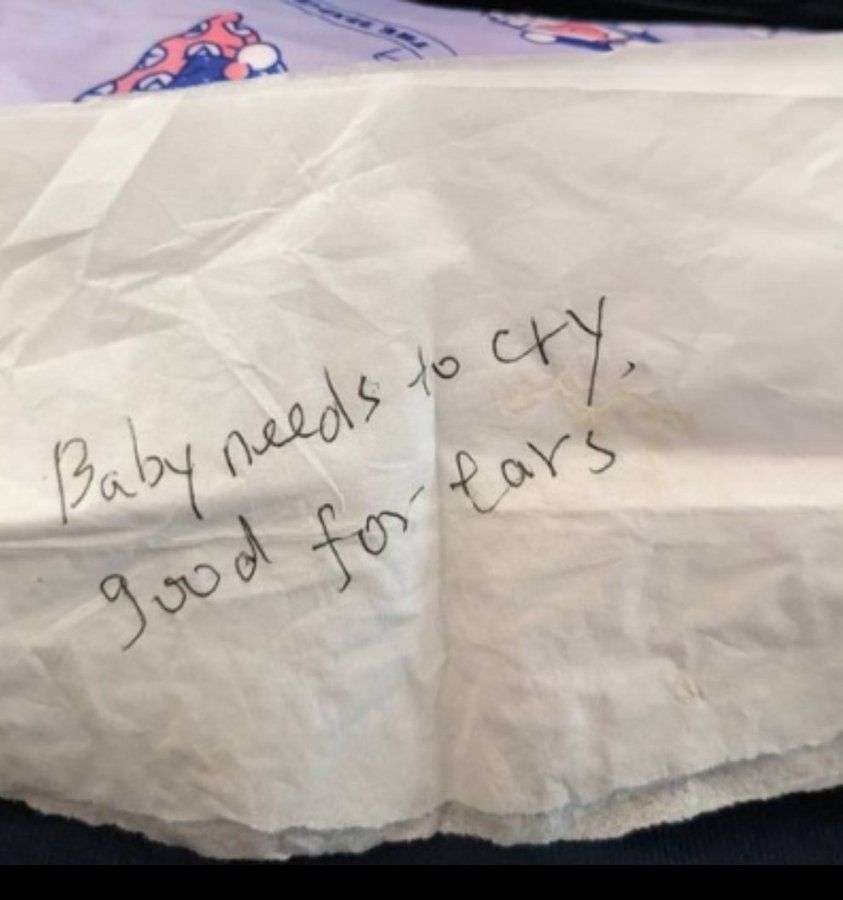 Baby needs to cry,
good for ears